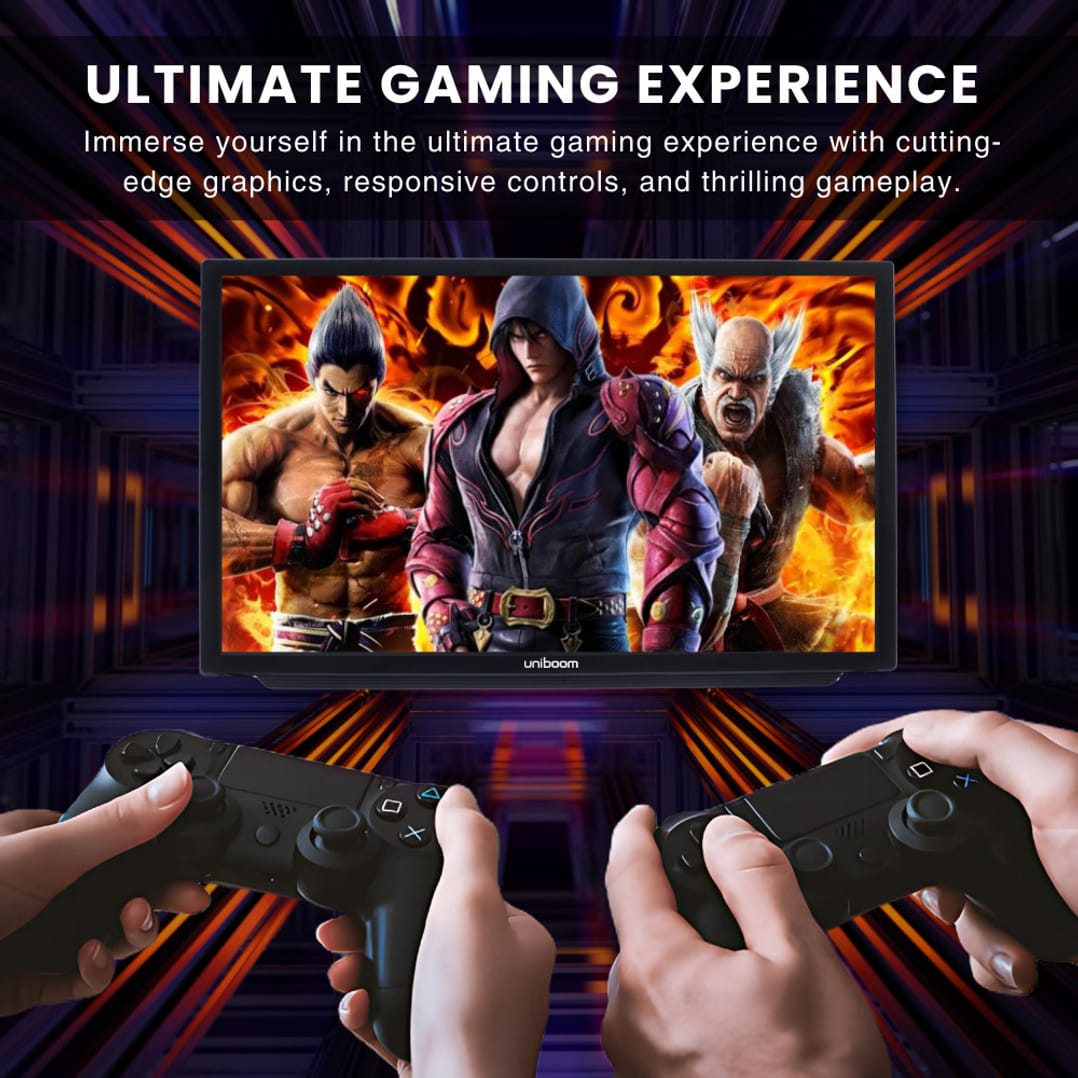 ULTIMATE GAMING EXPERIENCE
Immerse yourself in the ultimate gaming experience with cutting-
edge graphics, responsive controls, and thrilling gameplay.
uniboom